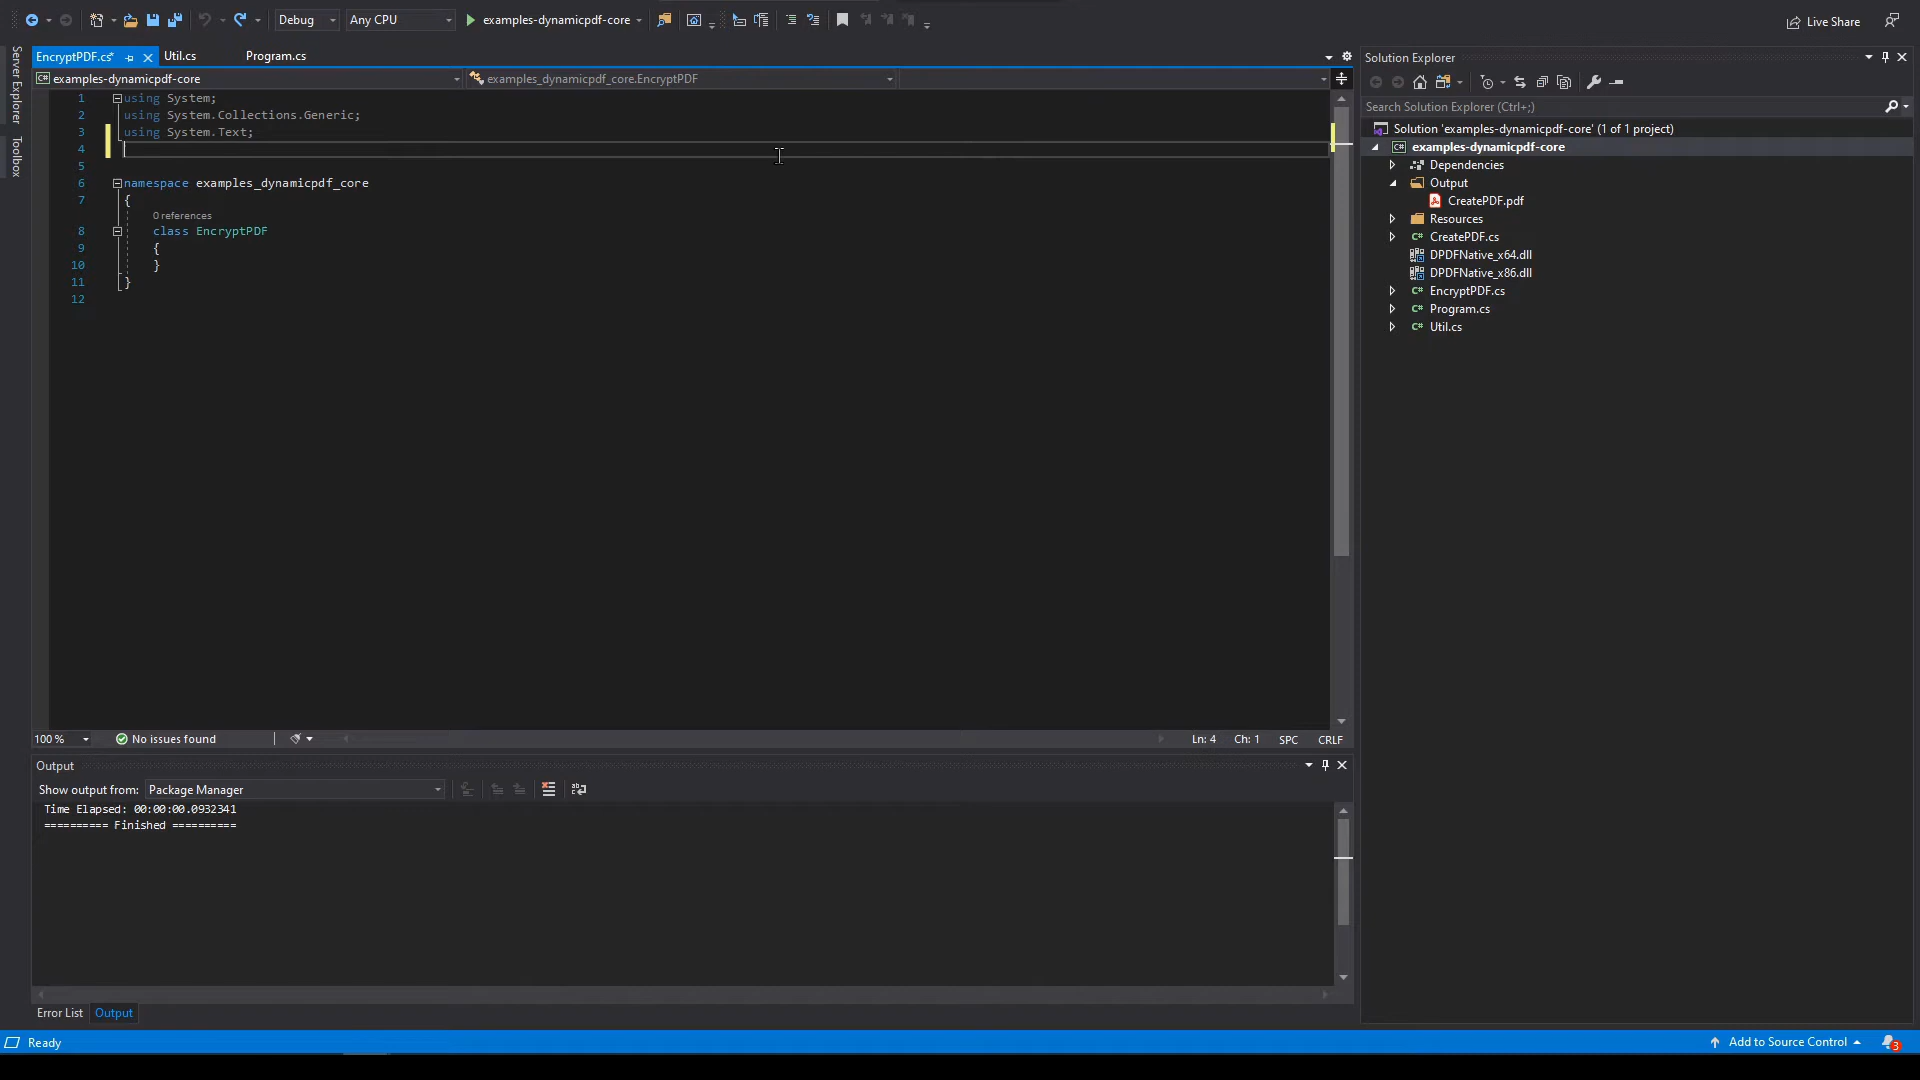 Debug
Any CPU
examples-dynamicpdf-core
Live Share
Server Explorer
Toolbox
EncryptPDF.cs*
Util.cs
Program.cs
examples-dynamicpdf-core
examples_dynamicpdf_core.EncryptPDF
1 using System;
2 using System.Collections.Generic;
3 using System.Text;
4
5
6 namespace examples_dynamicpdf_core
7 {
0 references
8 class EncryptPDF
9 {
10 }
11 }
12
100 %
No issues found
Ln: 4
Ch: 1
SPC
CRLF
Output
Show output from:
Package Manager
Time Elapsed: 00:00:00.0932341
========== Finished ==========
Error List
Output
Solution Explorer
Search Solution Explorer (Ctrl+;)
Solution 'examples-dynamicpdf-core' (1 of 1 project)
C# examples-dynamicpdf-core
Dependencies
Output
CreatePDF.pdf
Resources
C# CreatePDF.cs
DPDFNative_x64.dll
DPDFNative_x86.dll
C# EncryptPDF.cs
C# Program.cs
C# Util.cs
Ready
Add to Source Control
3